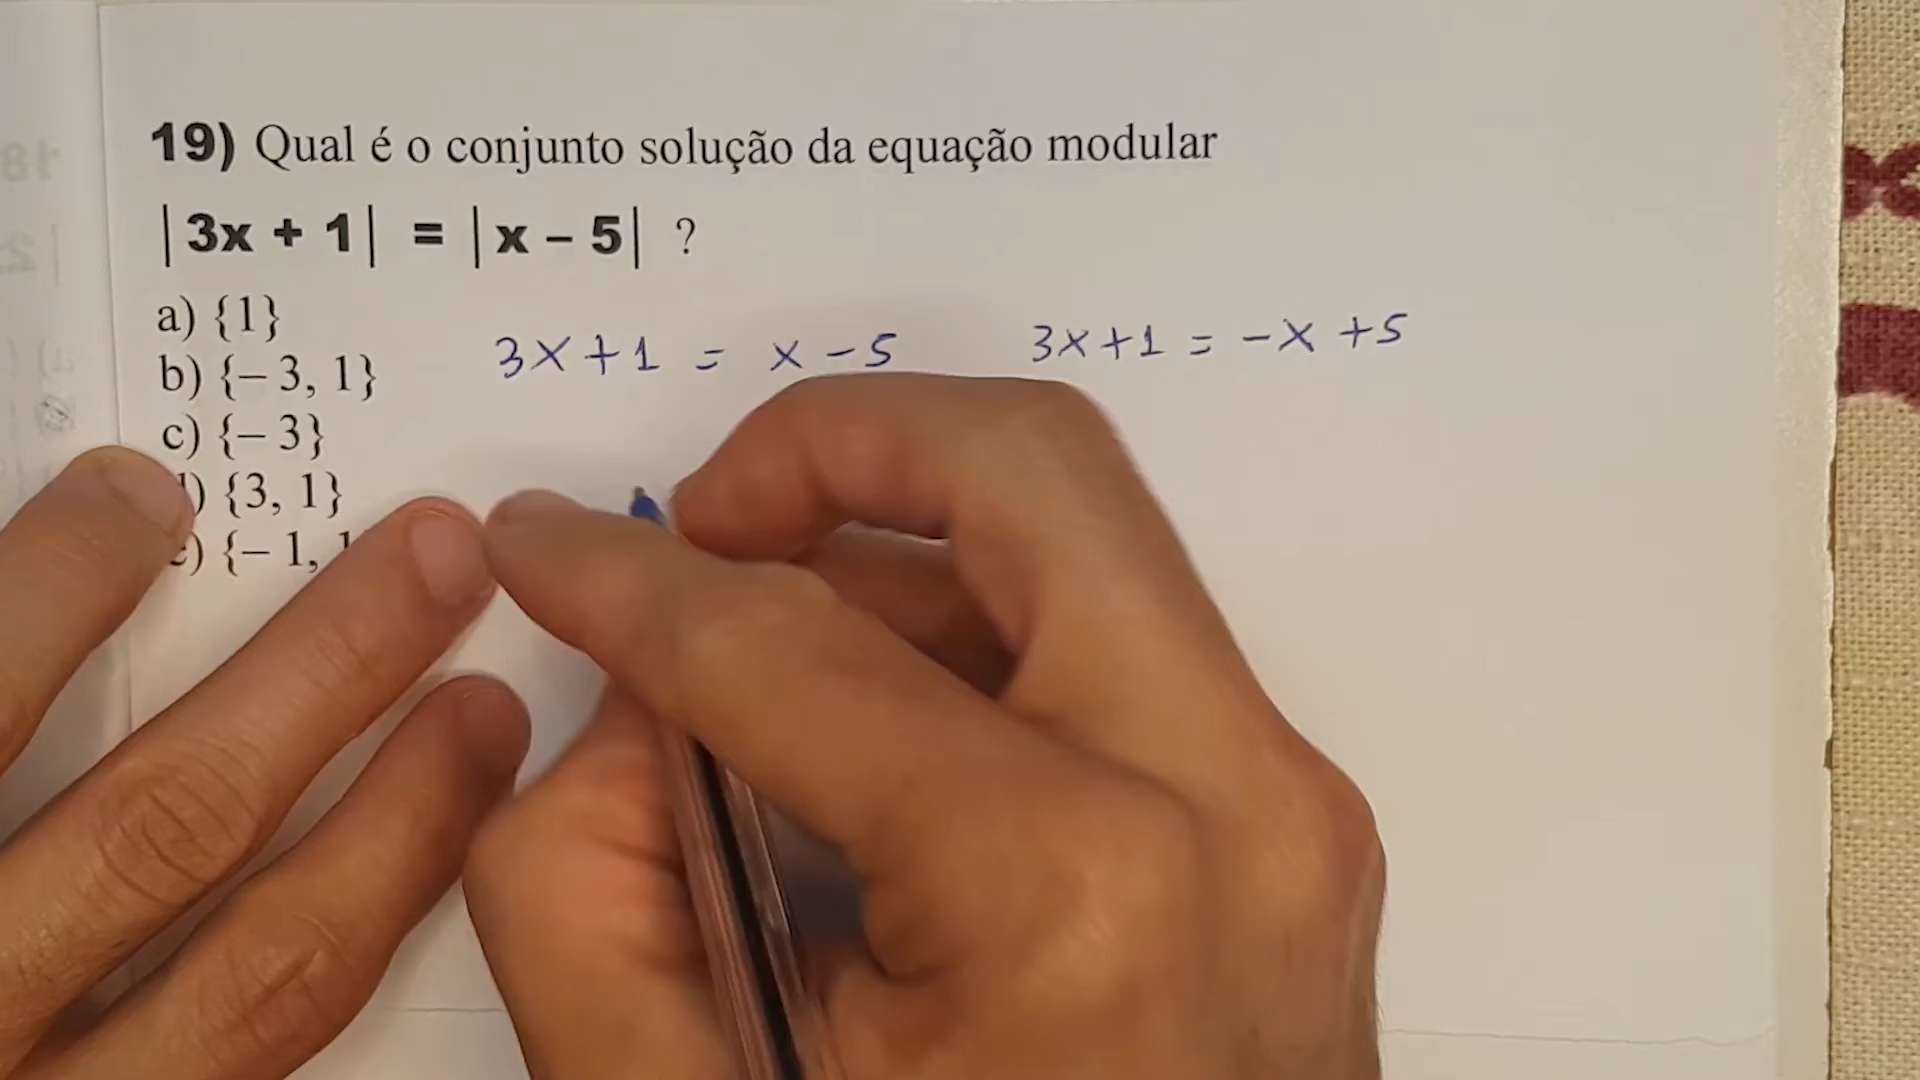 19) Qual é o conjunto solução da equação modular
|3x + 1| = |x – 5| ?
a) {1}
b) {– 3, 1}
c) {– 3}
) {3, 1}
) {– 1,
3x+1 = x-5
3x+1 = -x+5